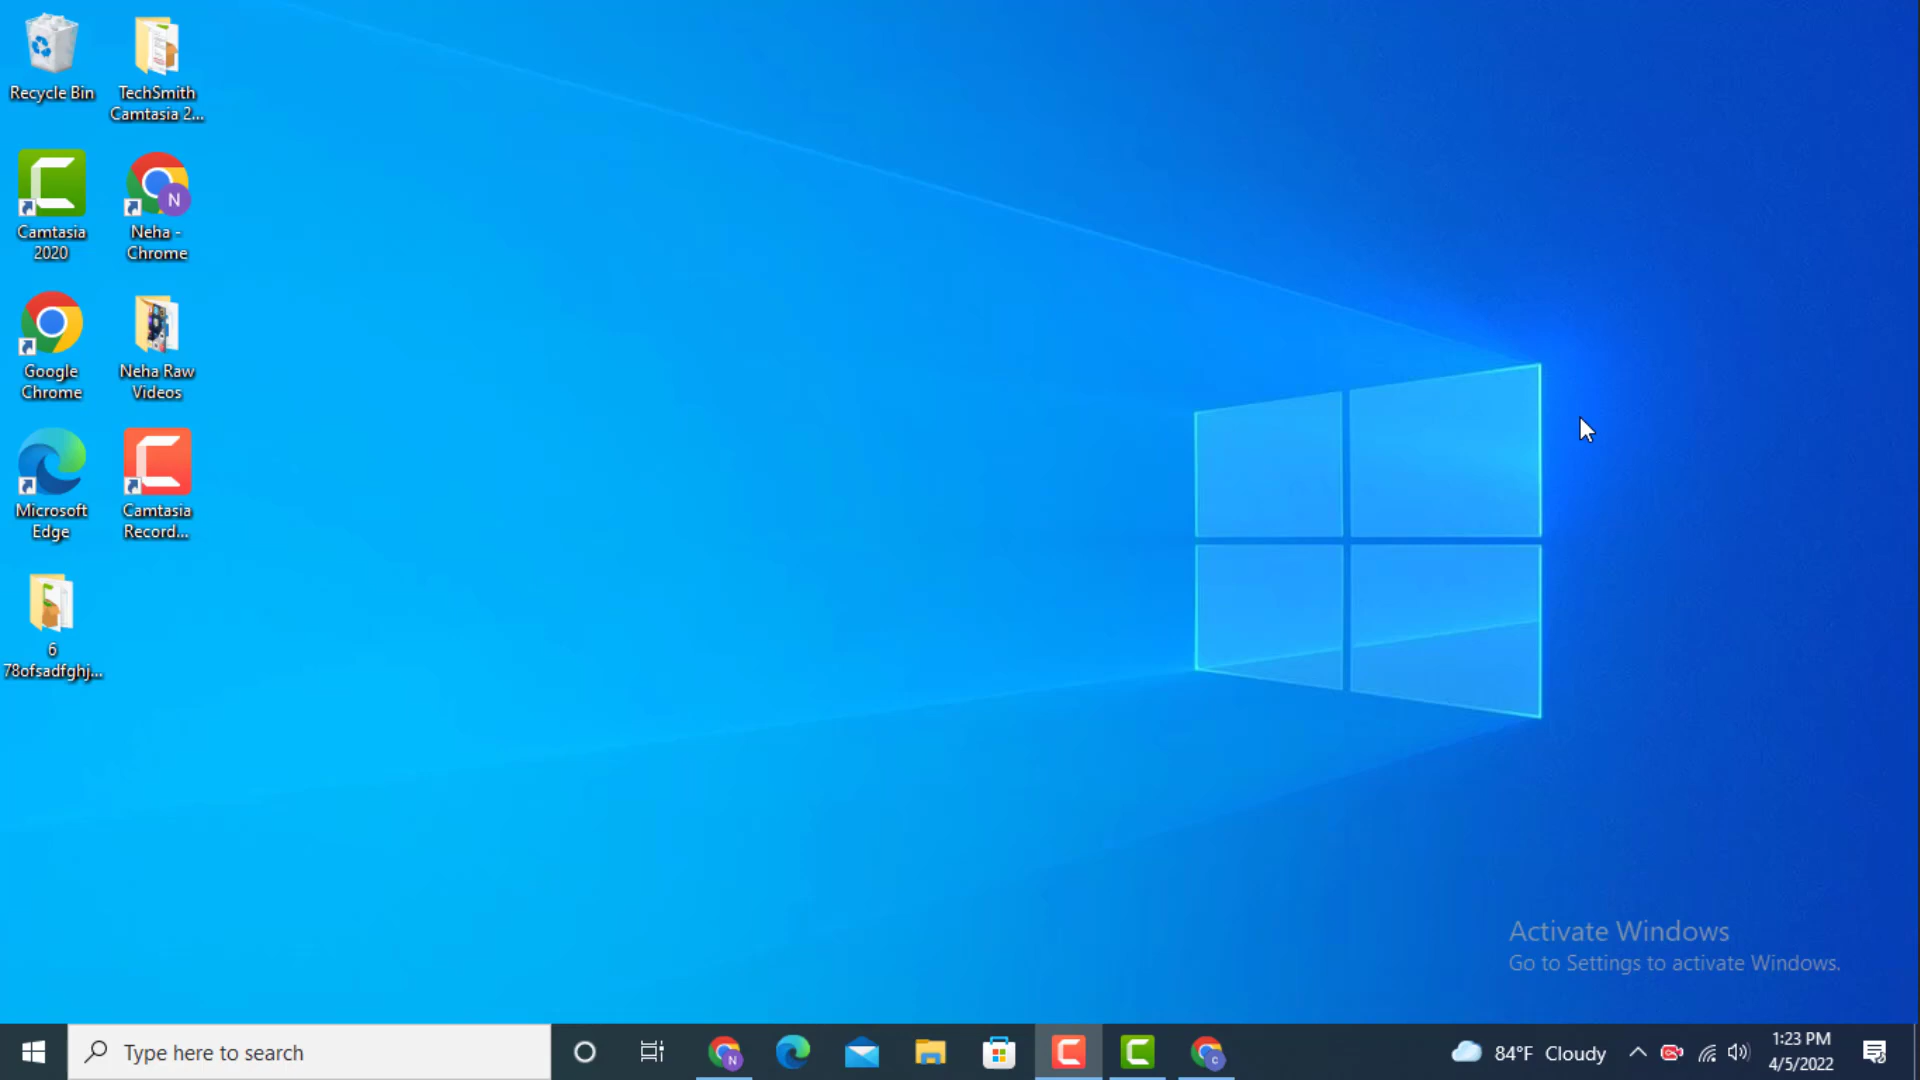 Recycle Bin
TechSmith
Camtasia 2...
Camtasia
2020
Neha -
Chrome
N
Google
Chrome
Neha Raw
Videos
Microsoft
Edge
Camtasia
Record...
6
78ofsadfghj...
Activate Windows
Go to Settings to activate Windows.
Type here to search
N
C
84°F Cloudy
1:23 PM
4/5/2022